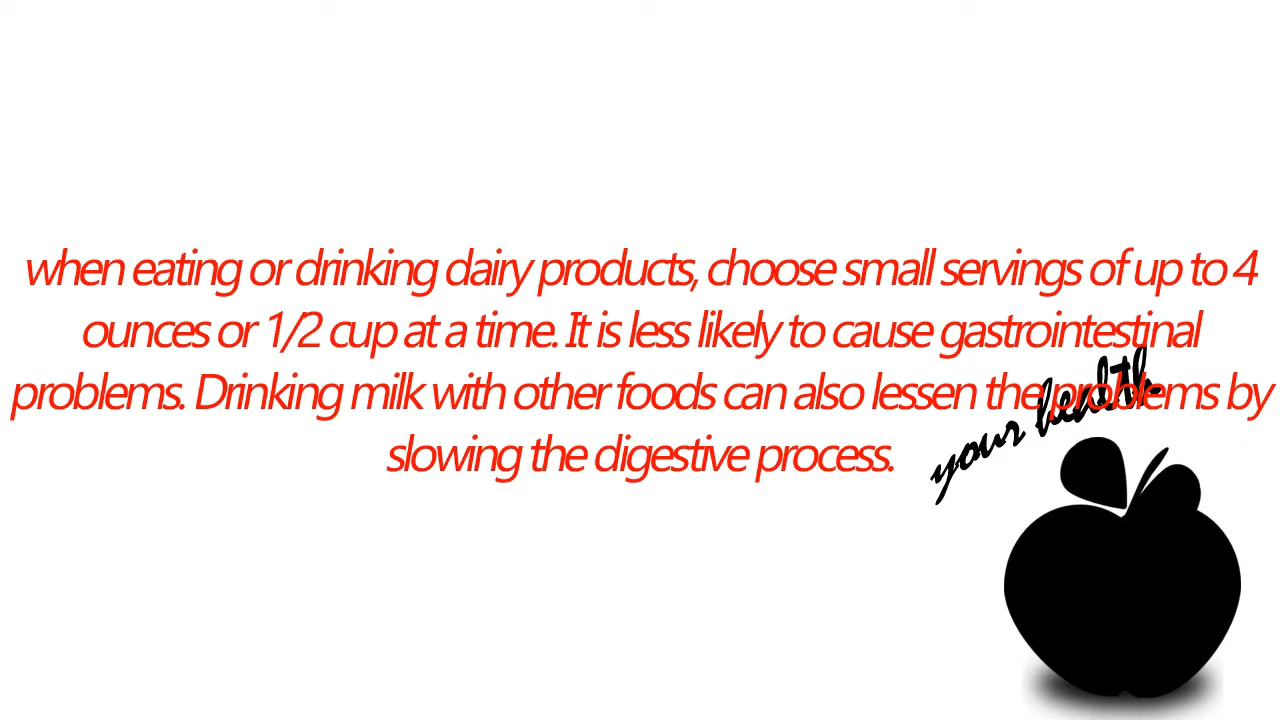 when eating or drinking dairy products, choose small servings of up to 4
ounces or 1/2 cup at a time. It is less likely to cause gastrointestinal
problems. Drinking milk with other foods can also lessen the problems by
slowing the digestive process.
your health